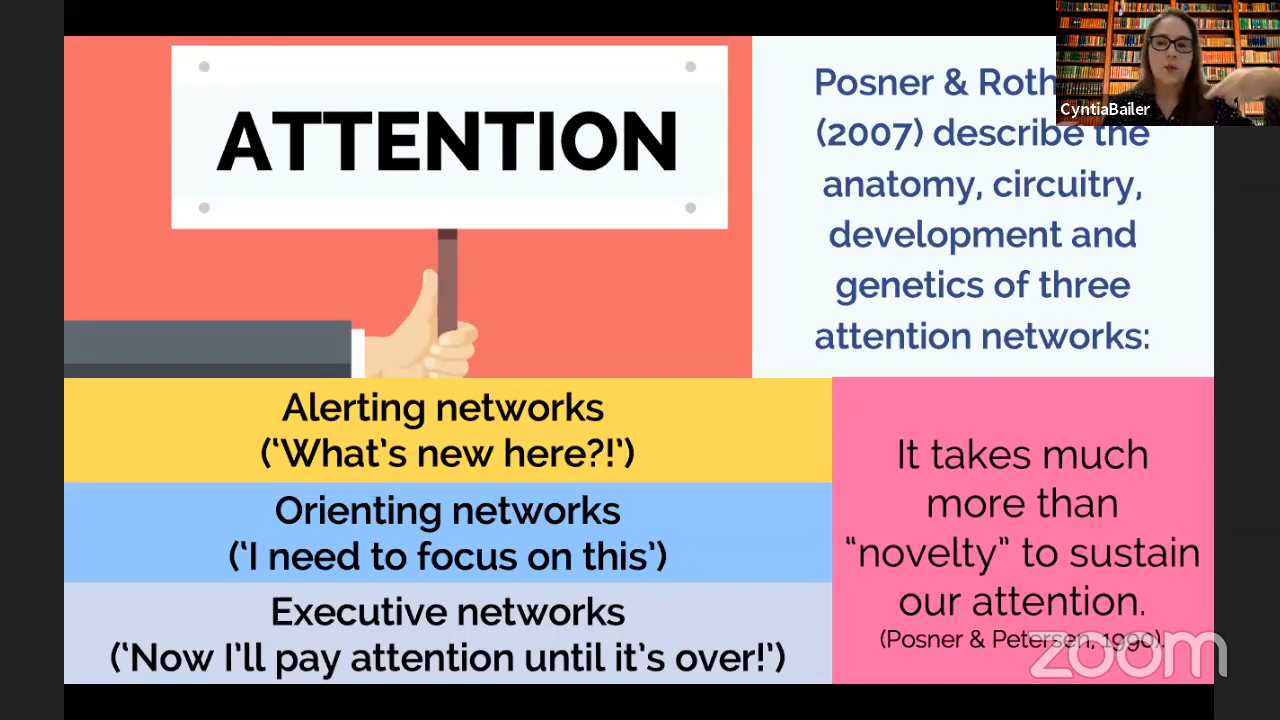 ATTENTION
Posner & Roth
(2007) describe the
anatomy, circuitry,
development and
genetics of three
attention networks:
CyntiaBailer
Alerting networks
(‘What’s new here?!’)
Orienting networks
(‘I need to focus on this’)
Executive networks
(‘Now I’ll pay attention until it’s over!’)
It takes much
more than
“novelty” to sustain
our attention.
(Posner & Petersen, 1990).
zoom